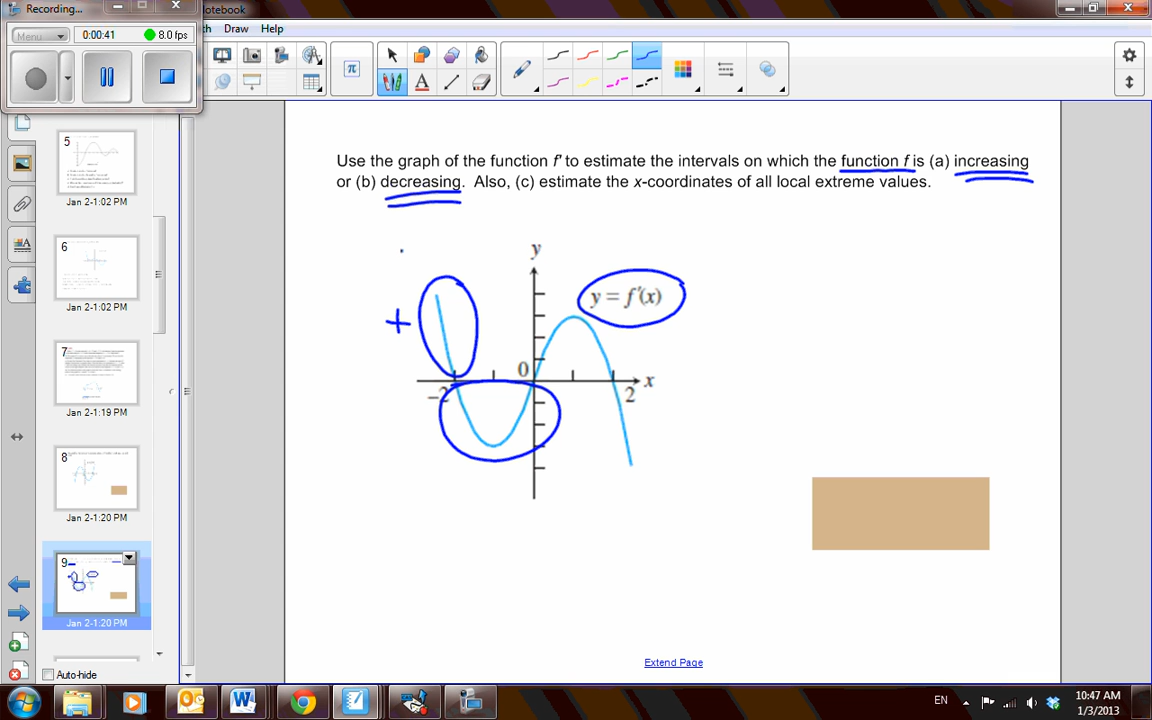 Recording...
otebook
Menu
0:00:41
8.0 fps
Draw Help
π
A
5
Jan 2-1:02 PM
6
Jan 2-1:02 PM
7
Jan 2-1:19 PM
8
Jan 2-1:20 PM
9
Jan 2-1:20 PM
Auto-hide
Use the graph of the function f′ to estimate the intervals on which the function f is (a) increasing
or (b) decreasing. Also, (c) estimate the x-coordinates of all local extreme values.
y
y = f′(x)
+
0
x
-2
2
Extend Page
EN
10:47 AM
1/3/2013